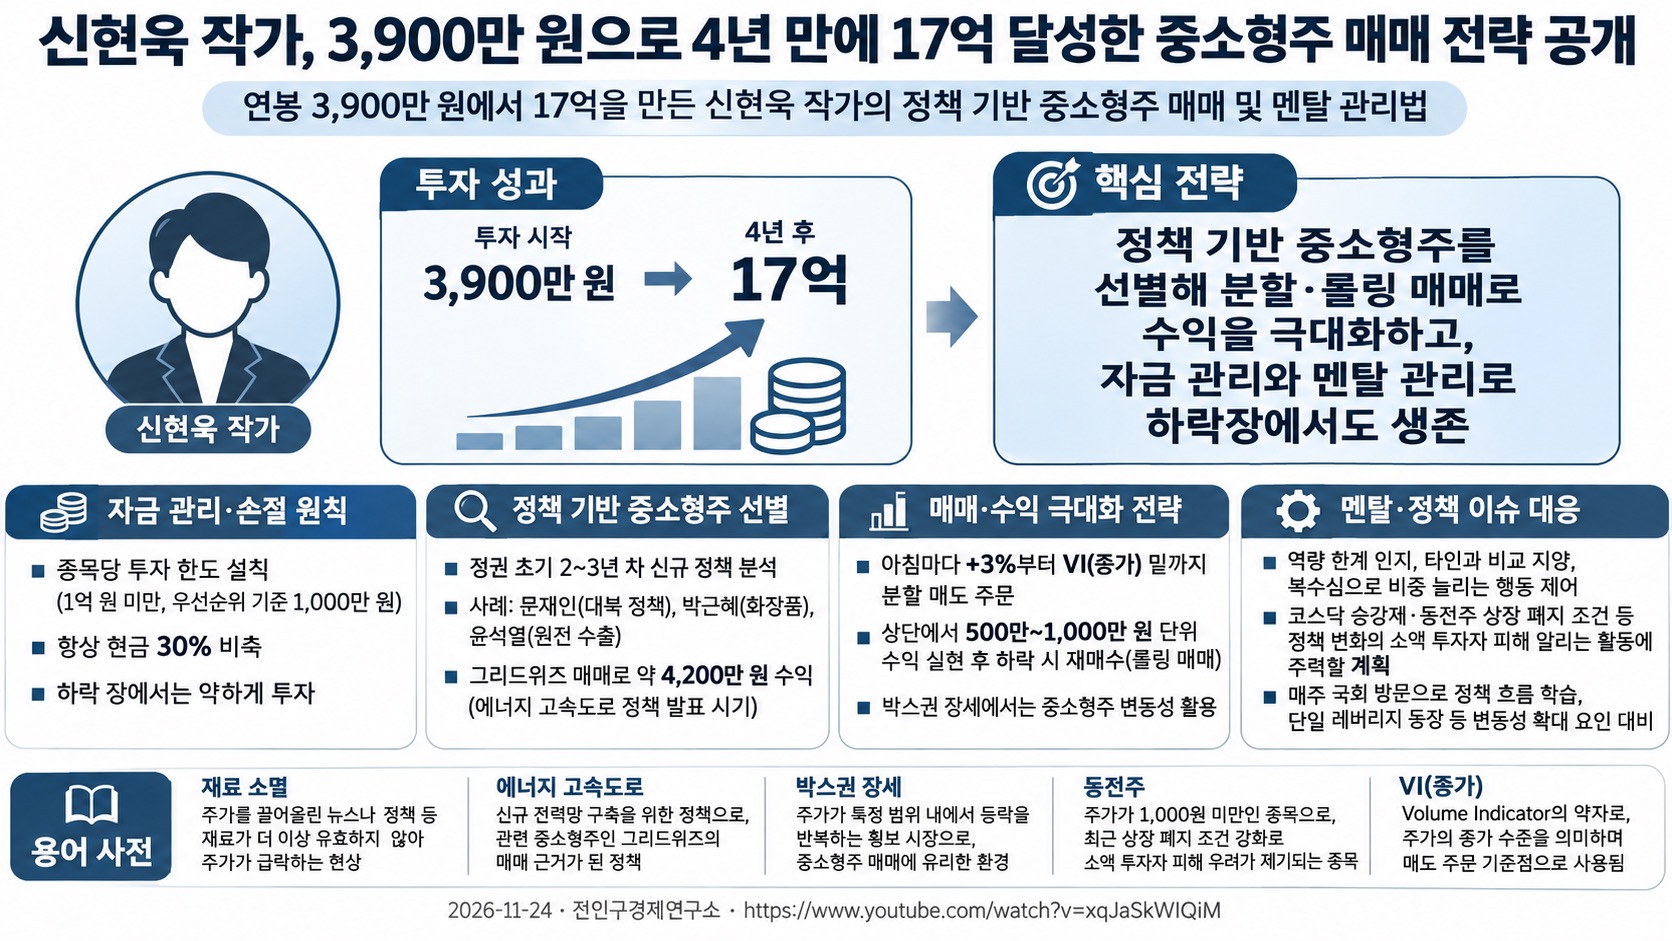 신현욱 작가, 3,900만 원으로 4년 만에 17억 달성한 중소형주 매매 전략 공개
연봉 3,900만 원에서 17억을 만든 신현욱 작가의 정책 기반 중소형주 매매 및 멘탈 관리법
신현욱 작가
투자 성과
투자 시작
3,900만 원
4년 후
17억
핵심 전략
정책 기반 중소형주를
선별해 분할·롤링 매매로
수익을 극대화하고,
자금 관리와 멘탈 관리로
하락장에서도 생존
자금 관리·손절 원칙
종목당 투자 한도 설칙
(1억 원 미만, 우선순위 기준 1,000만 원)
항상 현금 30% 비축
하락 장에서는 약하게 투자
정책 기반 중소형주 선별
정권 초기 2~3년 차 신규 정책 분석
사례: 문재인(대북 정책), 박근혜(화장품),
윤석열(원전 수출)
그리드위즈 매매로 약 4,200만 원 수익
(에너지 고속도로 정책 발표 시기)
매매·수익 극대화 전략
아침마다 +3%부터 VI(종가) 밑까지
분할 매도 주문
상단에서 500만~1,000만 원 단위
수익 실현 후 하락 시 재매수(롤링 매매)
박스권 장세에서는 중소형주 변동성 활용
멘탈·정책 이슈 대응
역량 한계 인지, 타인과 비교 지양,
복수심으로 비중 늘리는 행동 제어
코스닥 승강제·동전주 상장 폐지 조건 등
정책 변화의 소액 투자자 피해 알리는 활동에
주력할 계획
매주 국회 방문으로 정책 흐름 학습,
단일 레버리지 동장 등 변동성 확대 요인 대비
용어 사전
재료 소멸
주가를 끌어올린 뉴스나 정책 등
재료가 더 이상 유효하지 않아
주가가 급락하는 현상
에너지 고속도로
신규 전력망 구축을 위한 정책으로,
관련 중소형주인 그리드위즈의
매매 근거가 된 정책
박스권 장세
주가가 특정 범위 내에서 등락을
반복하는 횡보 시장으로,
중소형주 매매에 유리한 환경
동전주
주가가 1,000원 미만인 종목으로,
최근 상장 폐지 조건 강화로
소액 투자자 피해 우려가 제기되는 종목
VI(종가)
Volume Indicator의 약자로,
주가의 종가 수준을 의미하며
매도 주문 기준점으로 사용됨
2026-11-24 · 전인구경제연구소 · https://www.youtube.com/watch?v=xqJaSkWIQiM